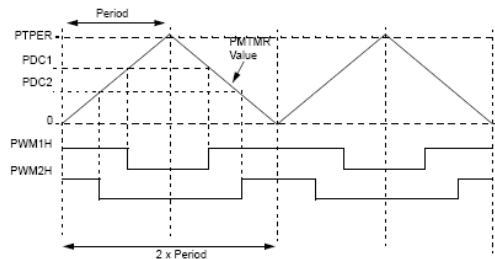 Period
PTPER
PMTMR
Value
PDC1
PDC2
0
PWM1H
PWM2H
2 x Period